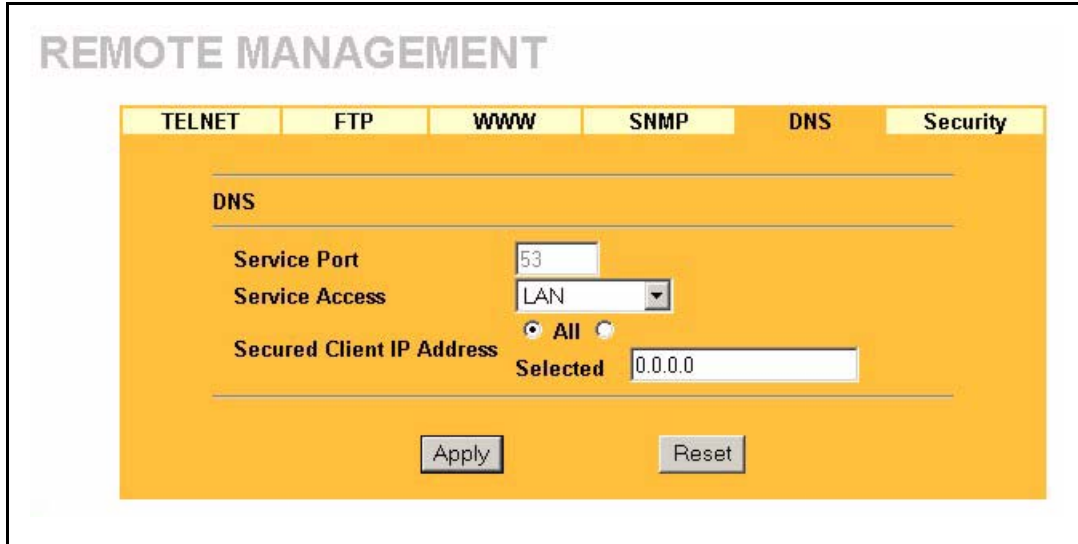 REMOTE MANAGEMENT
TELNET FTP WWW SNMP DNS Security
DNS
Service Port 53
Service Access LAN
All
Secured Client IP Address
Selected 0.0.0.0
Apply Reset